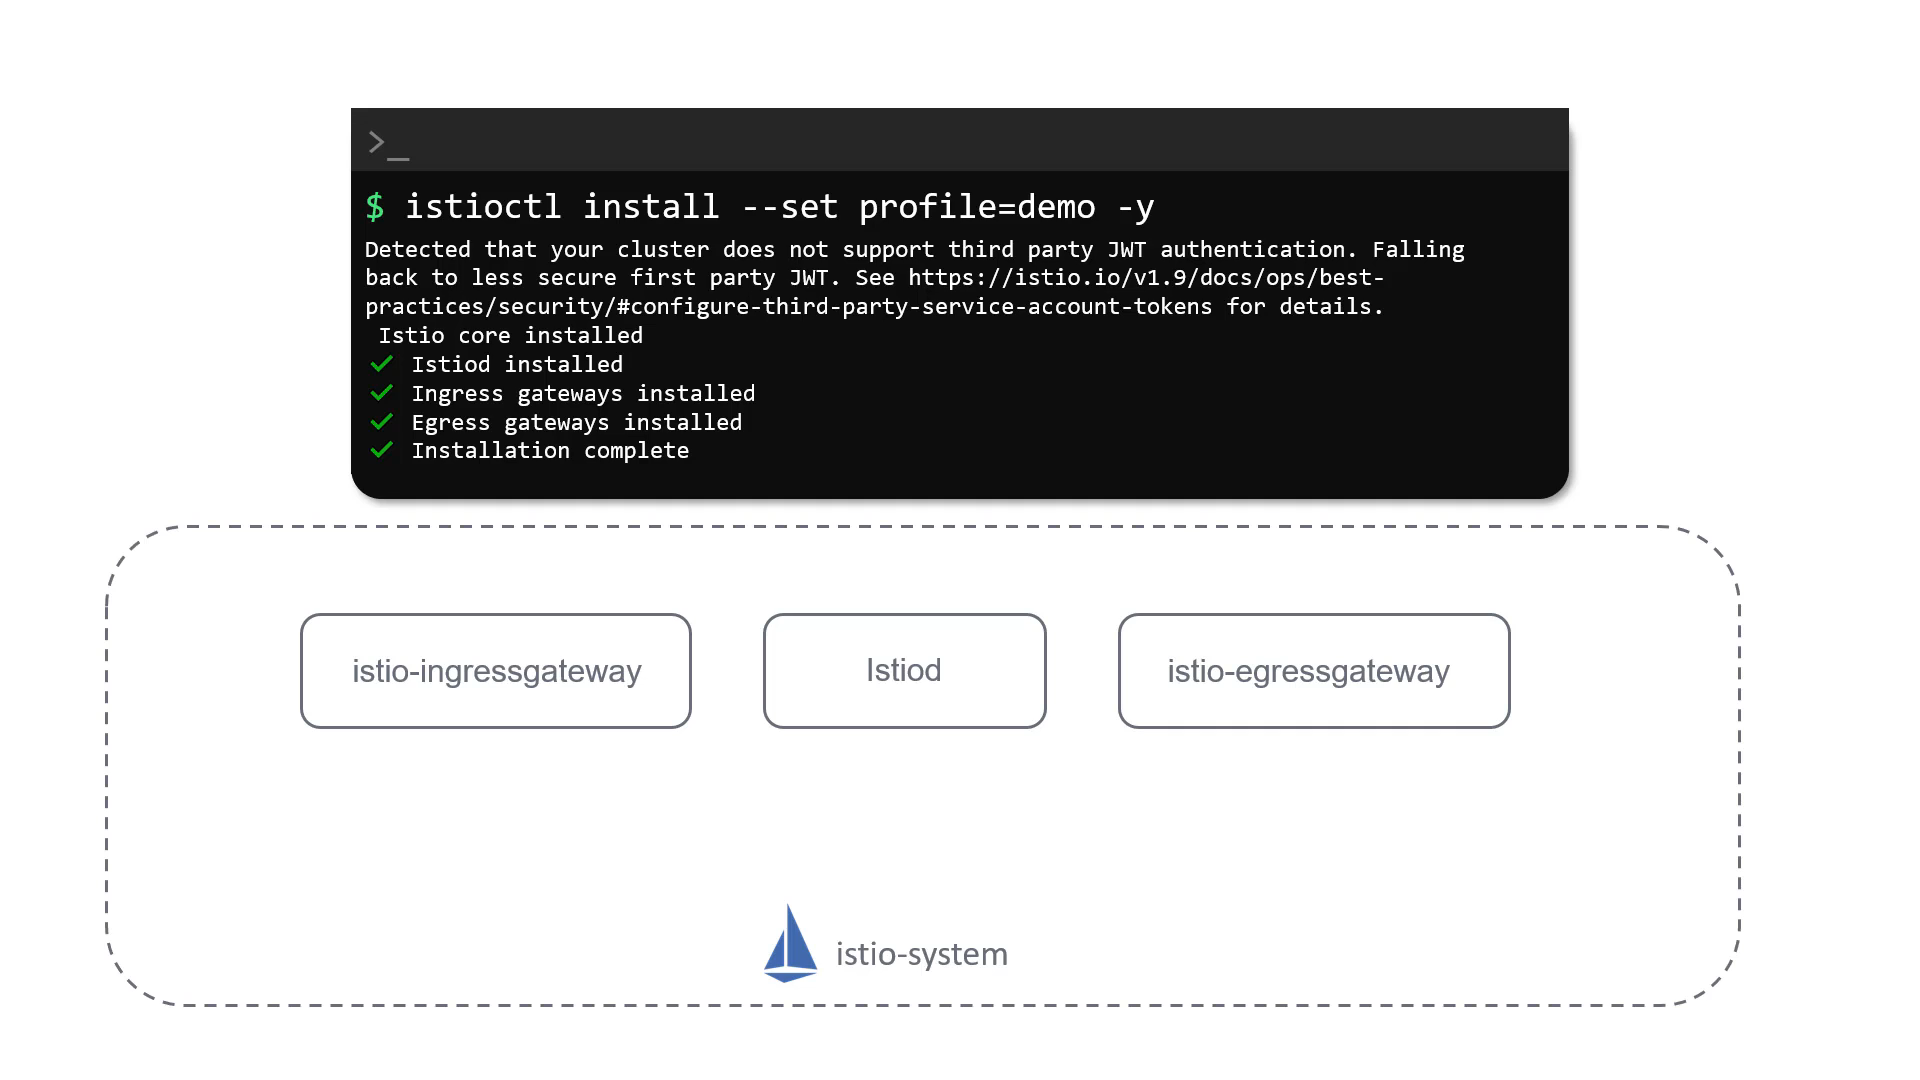 >_
$ istioctl install --set profile=demo -y
Detected that your cluster does not support third party JWT authentication. Falling
back to less secure first party JWT. See https://istio.io/v1.9/docs/ops/best-
practices/security/#configure-third-party-service-account-tokens for details.
Istio core installed
✓ Istiod installed
✓ Ingress gateways installed
✓ Egress gateways installed
✓ Installation complete
istio-ingressgateway
Istiod
istio-egressgateway
istio-system